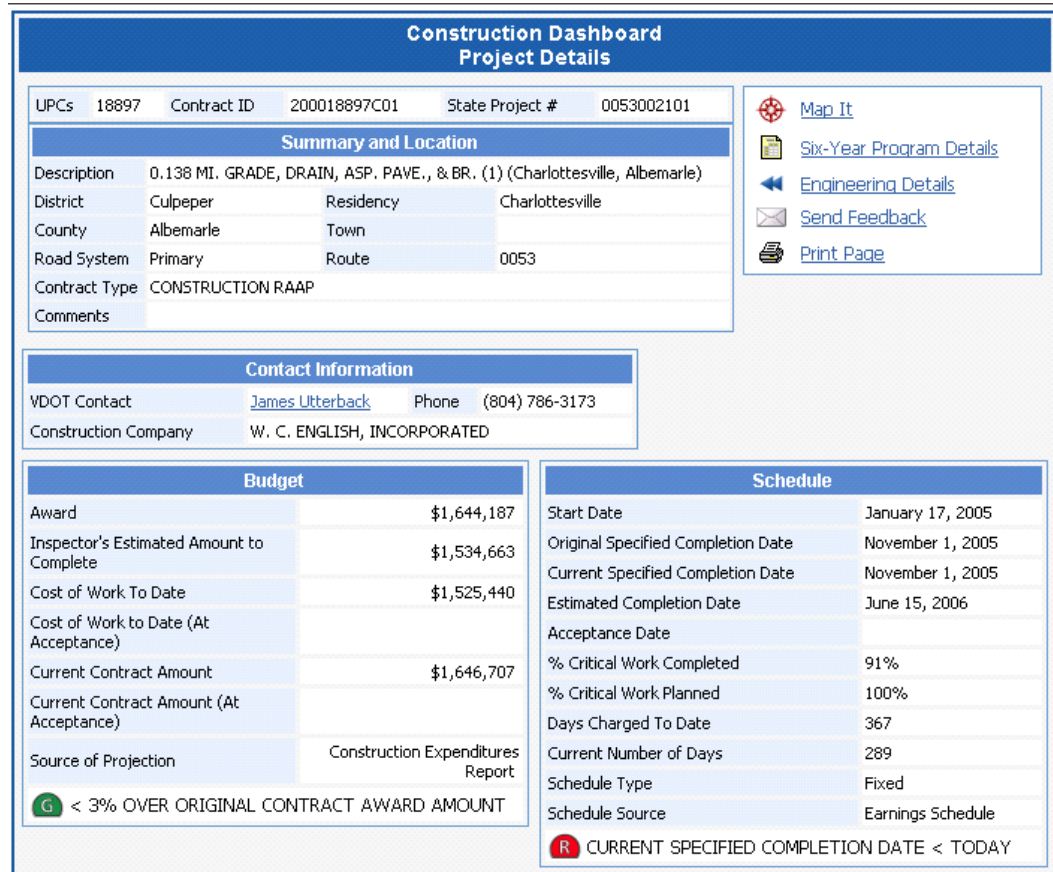 Construction Dashboard
Project Details
UPCs 18897 Contract ID 200018897C01 State Project # 0053002101
Summary and Location
Description 0.138 MI. GRADE, DRAIN, ASP. PAVE., & BR. (1) (Charlottesville, Albemarle)
District Culpeper Residency Charlottesville
County Albemarle Town
Road System Primary Route 0053
Contract Type CONSTRUCTION RAAP
Comments
Map It
Six-Year Program Details
Engineering Details
Send Feedback
Print Page
Contact Information
VDOT Contact James Utterback Phone (804) 786-3173
Construction Company W. C. ENGLISH, INCORPORATED
Budget
Award $1,644,187
Inspector's Estimated Amount to
Complete $1,534,663
Cost of Work To Date $1,525,440
Cost of Work to Date (At
Acceptance)
Current Contract Amount $1,646,707
Current Contract Amount (At
Acceptance)
Source of Projection Construction Expenditures
Report
G < 3% OVER ORIGINAL CONTRACT AWARD AMOUNT
Schedule
Start Date January 17, 2005
Original Specified Completion Date November 1, 2005
Current Specified Completion Date November 1, 2005
Estimated Completion Date June 15, 2006
Acceptance Date
% Critical Work Completed 91%
% Critical Work Planned 100%
Days Charged To Date 367
Current Number of Days 289
Schedule Type Fixed
Schedule Source Earnings Schedule
R CURRENT SPECIFIED COMPLETION DATE < TODAY